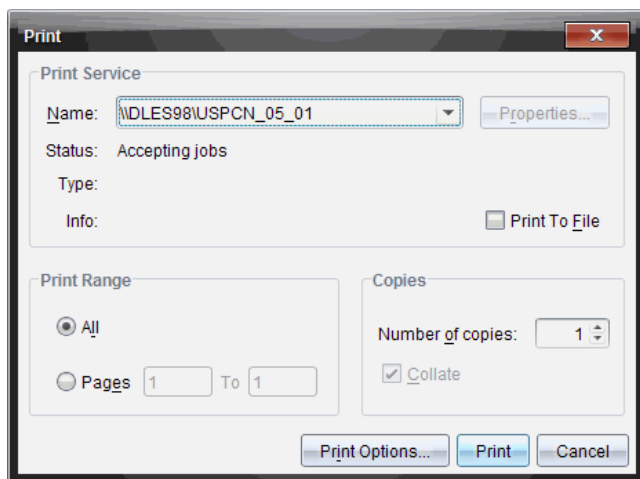 Print
Print Service
Name: \\DLES98\USPCN_05_01 Properties...
Status: Accepting jobs
Type:
Info: Print To File
Print Range
All
Pages 1 To 1
Copies
Number of copies: 1
Collate
Print Options... Print Cancel